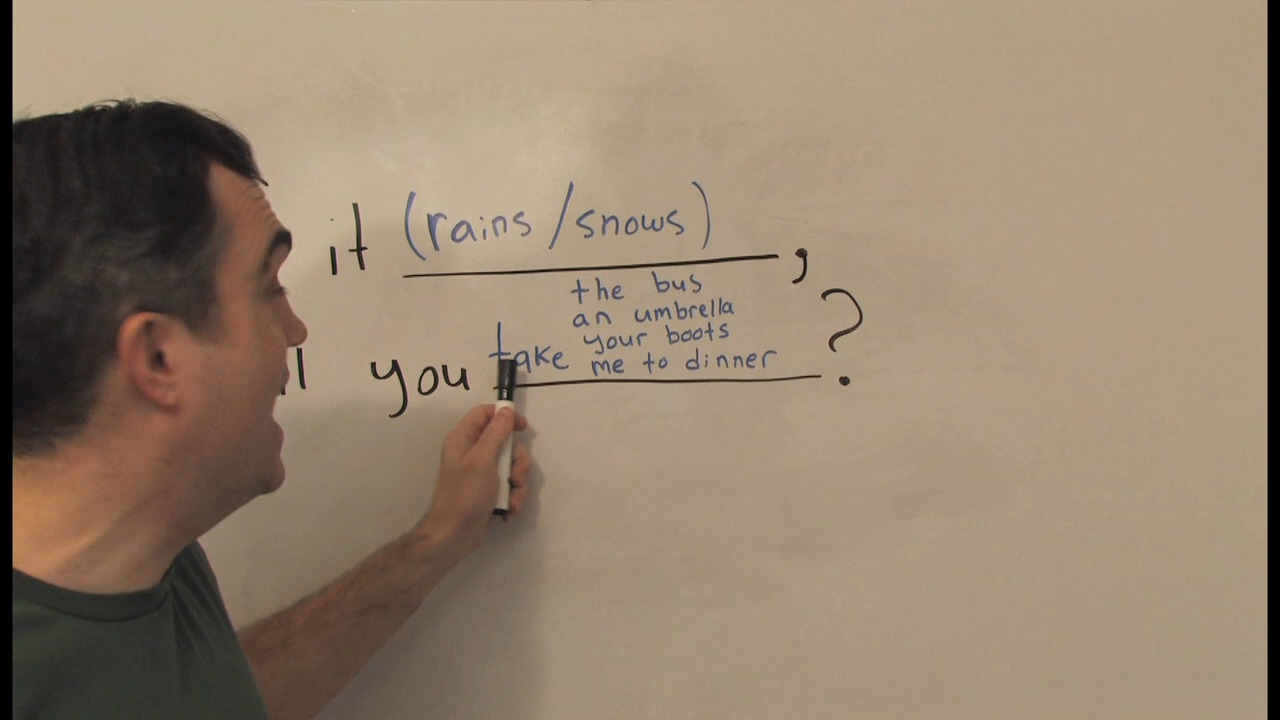 it (rains/snows),
the bus
an umbrella
your boots
you take me to dinner?